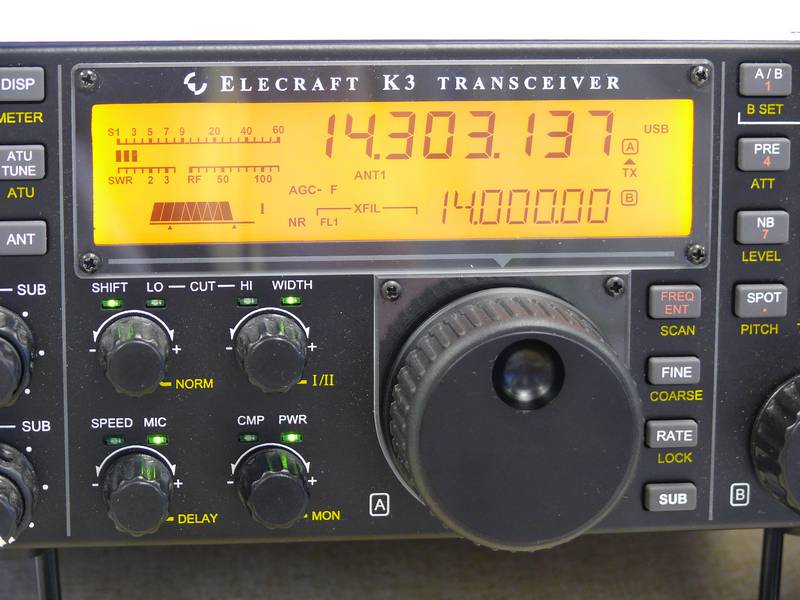 ELECRAFT K3 TRANSCEIVER
DISP
METER
ATU TUNE
ATU
ANT
SUB
SUB
S1 3 5 7 9 20 40 60
SWR 2 3 RF 50 100
14.303.137
USB
A
TX
ANT1
AGC- F
NR
XFIL
FL1
I
14.000.00
B
SHIFT LO CUT HI WIDTH
- + - +
NORM
I/II
SPEED MIC CMP PWR
- + - +
DELAY
MON
A
FREQ ENT
SCAN
FINE
COARSE
RATE
LOCK
SUB
A/B
1
B SET
PRE
4
ATT
NB
7
LEVEL
SPOT
.
PITCH
B